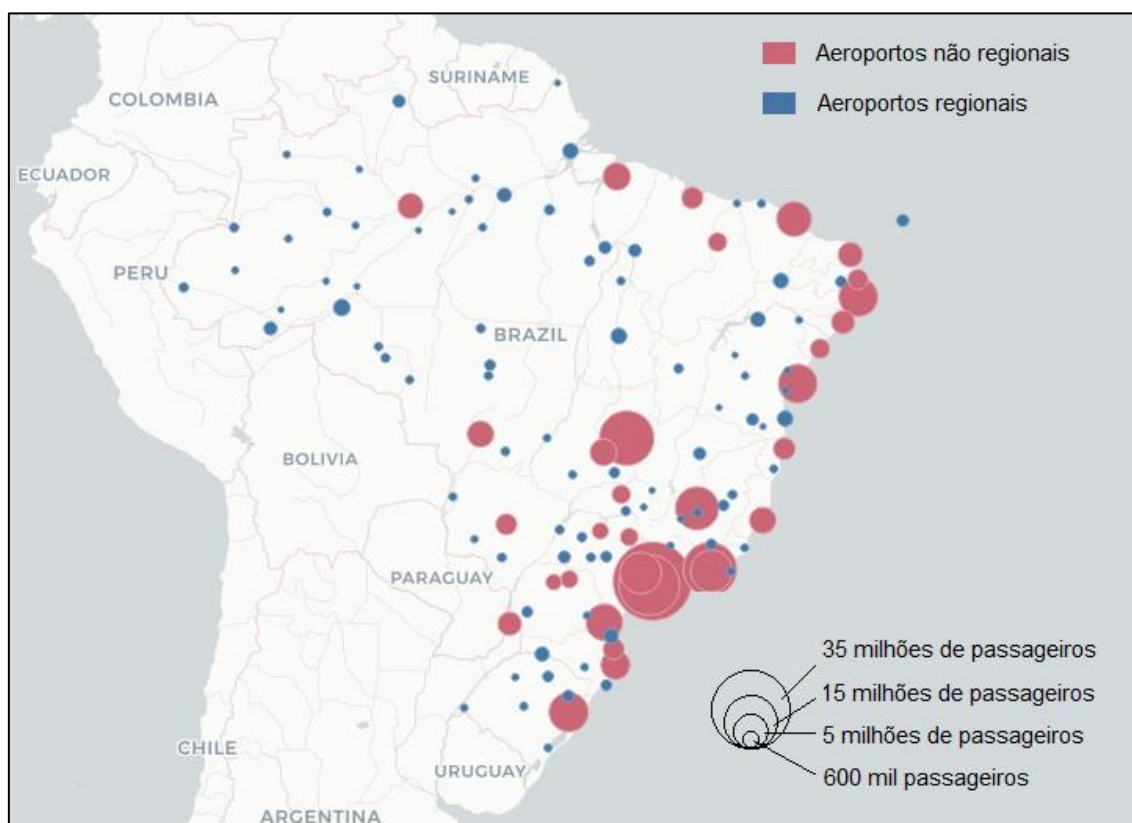 Aeroportos não regionais
SURINAME
COLOMBIA
Aeroportos regionais
ECUADOR
PERU
BRAZIL
BOLIVIA
PARAGUAY
35 milhões de passageiros
15 milhões de passageiros
5 milhões de passageiros
CHILE
URUGUAY
600 mil passageiros
ARGENTINA